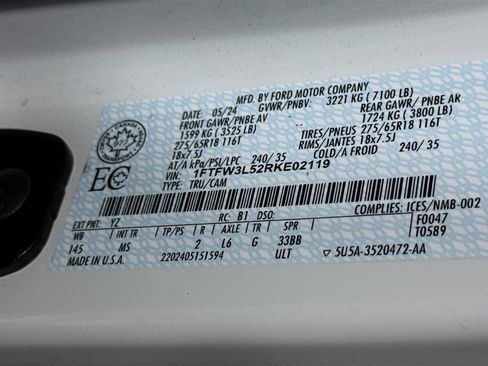 MFD. BY FORD MOTOR COMPANY
05/24 GVWR/PNBV: 3221 KG ( 7100 LB)
FRONT GAWR/ PNBE AV REAR GAWR/ PNBE AR
1599 KG ( 3525 LB) 1724 KG ( 3800 LB)
275/65R18 116T TIRES/PNEUS 275/65R18 116T
18x7.5J RIMS/JANTES 18x7.5J
AT/A kPa/PSI/LPC 240/35 COLD/A FROID 240/35
VIN: 1FTFW3L52RKE02119
TYPE: TRU/CAM
EC
COMPLIES: ICES/NMB-002
EXT PNT: YZ RC: B1 DSO: F0047
WB INT TR TP/PS R AXLE TR SPR T0589
145 MS 2 L6 G 33BB
MADE IN U.S.A. 2202405151594 ULT ▽ 5U5A-3520472-AA